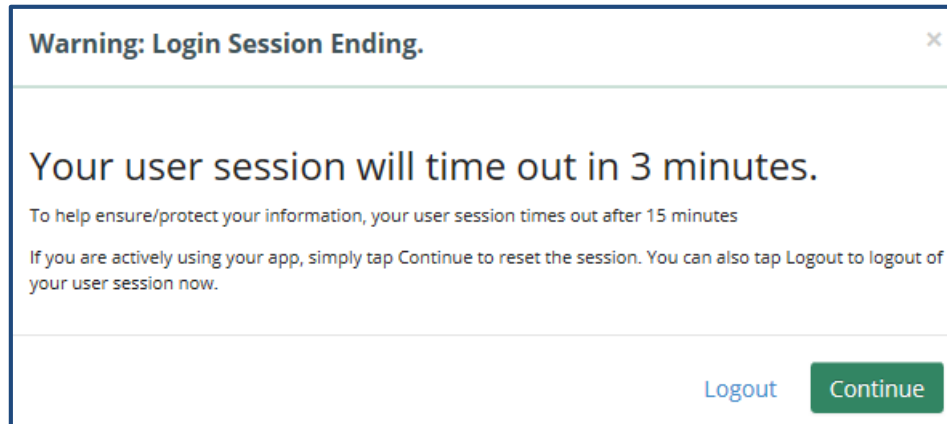 Warning: Login Session Ending.
×
Your user session will time out in 3 minutes.
To help ensure/protect your information, your user session times out after 15 minutes
If you are actively using your app, simply tap Continue to reset the session. You can also tap Logout to logout of
your user session now.
Logout
Continue